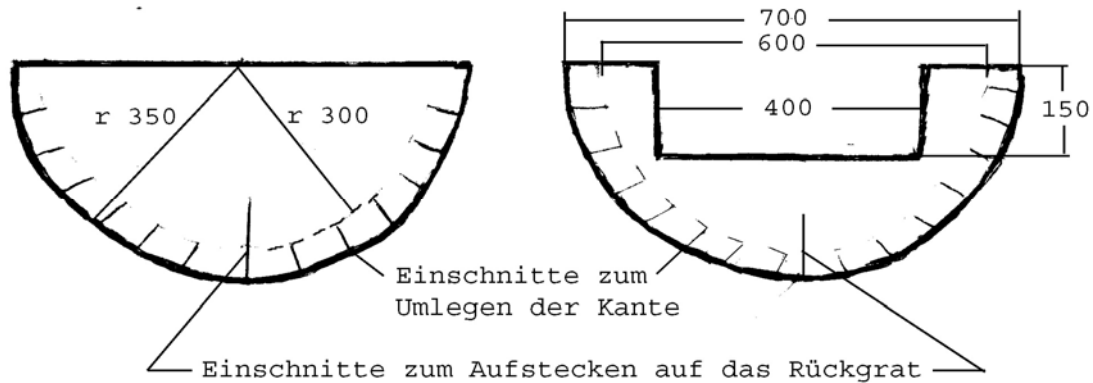 700
600
r 350
r 300
400
150
Einschnitte zum
Umlegen der Kante
Einschnitte zum Aufstecken auf das Rückgrat